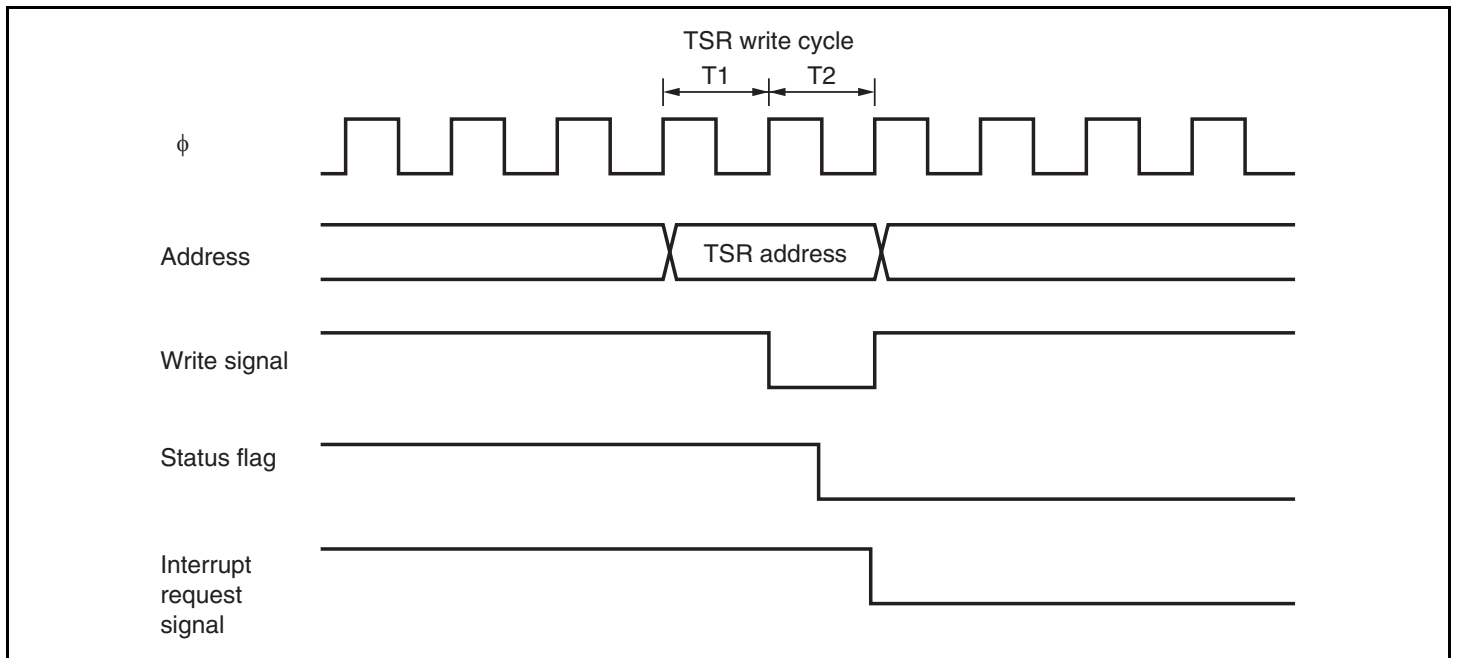 TSR write cycle
T1 T2
ϕ
Address
TSR address
Write signal
Status flag
Interrupt
request
signal